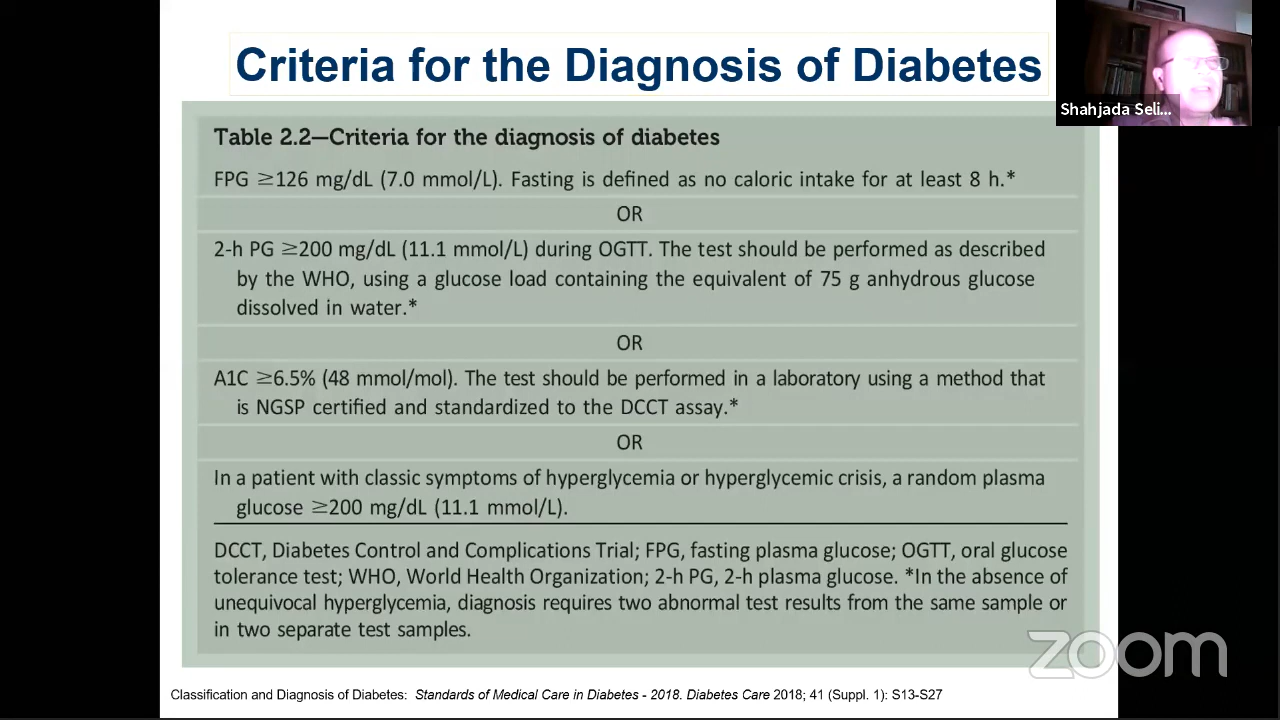 Criteria for the Diagnosis of Diabetes
Shahjada Seli...
Table 2.2—Criteria for the diagnosis of diabetes
FPG ≥126 mg/dL (7.0 mmol/L). Fasting is defined as no caloric intake for at least 8 h.*
OR
2-h PG ≥200 mg/dL (11.1 mmol/L) during OGTT. The test should be performed as described
by the WHO, using a glucose load containing the equivalent of 75 g anhydrous glucose
dissolved in water.*
OR
A1C ≥6.5% (48 mmol/mol). The test should be performed in a laboratory using a method that
is NGSP certified and standardized to the DCCT assay.*
OR
In a patient with classic symptoms of hyperglycemia or hyperglycemic crisis, a random plasma
glucose ≥200 mg/dL (11.1 mmol/L).
DCCT, Diabetes Control and Complications Trial; FPG, fasting plasma glucose; OGTT, oral glucose
tolerance test; WHO, World Health Organization; 2-h PG, 2-h plasma glucose. *In the absence of
unequivocal hyperglycemia, diagnosis requires two abnormal test results from the same sample or
in two separate test samples.
zoom
Classification and Diagnosis of Diabetes: Standards of Medical Care in Diabetes - 2018. Diabetes Care 2018; 41 (Suppl. 1): S13-S27